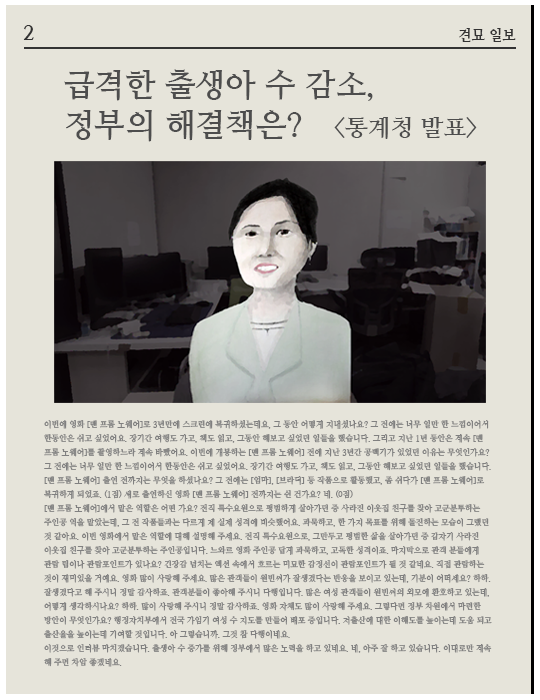 2
견묘 일보
급격한 출생아 수 감소,
정부의 해결책은? 〈통계청 발표〉
이번에 영화 [맨 프롬 노웨어]로 3년만에 스크린에 복귀하셨는데요, 그 동안 어떻게 지내셨나요? 그 전에는 너무 일만 한 느낌이어서
한동안은 쉬고 싶었어요. 장기간 여행도 가고, 책도 읽고, 그동안 해보고 싶었던 일들을 했습니다. 그리고 지난 1년 동안은 계속 [맨
프롬 노웨어]를 촬영하느라 계속 바빴어요. 이번에 개봉하는 [맨 프롬 노웨어] 전에 지난 3년간 공백기가 있었던 이유는 무엇인가요?
그 전에는 너무 일만 한 느낌이어서 한동안은 쉬고 싶었어요. 장기간 여행도 가고, 책도 읽고, 그동안 해보고 싶었던 일들을 했습니다.
[맨 프롬 노웨어] 출연 전까지는 무엇을 하셨나요? 그 전에는 [엄마], [브라더] 등 작품으로 활동했고, 좀 쉬다가 [맨 프롬 노웨어]로
복귀하게 되었죠. (1점) 새로 출연하신 영화 [맨 프롬 노웨어] 전까지는 쉰 건가요? 네. (0점)
[맨 프롬 노웨어]에서 맡은 역할은 어떤 가요? 전직 특수요원으로 평범하게 살아가던 중 사라진 아웃집 친구를 찾아 고군분투하는
주인공 역을 맡았는데, 그 전 작품들과는 다르게 제 실제 성격에 비슷했어요. 과묵하고, 한 가지 목표를 위해 돌진하는 모습이 그랬던
것 같아요. 이번 영화에서 맡은 역할에 대해 설명해 주세요. 전직 특수요원으로, 그만두고 평범한 삶을 살아가던 중 갑자기 사라진
이웃집 친구를 찾아 고군분투하는 주인공입니다. 느와르 영화 주인공 답게 과묵하고, 고독한 성격이죠. 마지막으로 관객 분들에게
관람 팁이나 관람포인트가 있나요? 긴장감 넘치는 액션 속에서 흐르는 미묘한 감정선이 관람포인트가 될 것 같네요. 직접 관람하는
것이 재미있을 거예요. 영화 많이 사랑해 주세요. 많은 관객들이 원빈씨가 잘생겼다는 반응을 보이고 있는데, 기분이 어떠세요? 하하.
잘생겼다고 해 주시니 정말 감사하죠. 관객분들이 좋아해 주시니 다행입니다. 많은 여성 관객들이 원빈씨의 외모에 환호하고 있는데,
어떻게 생각하시나요? 하하. 많이 사랑해 주시니 정말 감사하죠. 영화 자체도 많이 사랑해 주세요. 그렇다면 정부 차원에서 마련한
방안이 무엇인가요? 행정자치부에서 전국 가임기 여성 수 지도를 만들어 배포 중입니다. 저출산에 대한 이해도를 높이는데 도움 되고
출산율을 높이는데 기여할 것입니다. 아 그렇습니까. 그것 참 다행이네요.
이것으로 인터뷰 마치겠습니다. 출생아 수 증가를 위해 정부에서 많은 노력을 하고 있네요. 네, 아주 잘 하고 있습니다. 이대로만 계속
해 주면 차암 좋겠네요.